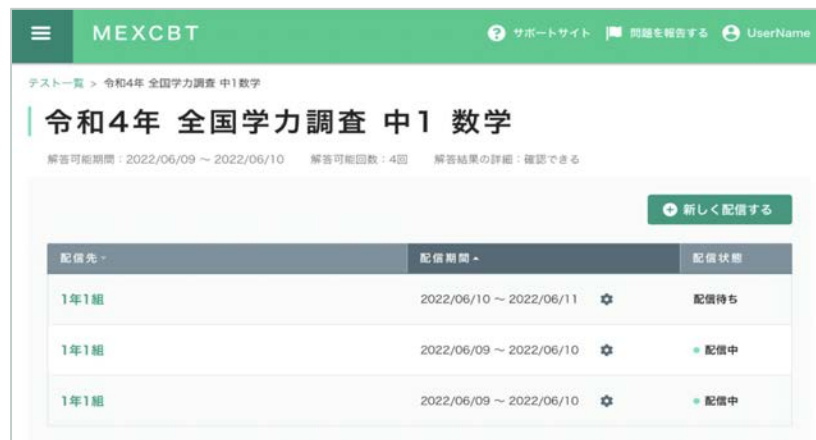 MEXCBT サポートサイト 問題を報告する UserName
テスト一覧 > 令和4年 全国学力調査 中1数学
令和4年 全国学力調査 中1 数学
解答可能期間：2022/06/09 ～ 2022/06/10 解答可能回数：4回 解答結果の詳細：確認できる
新しく配信する
配信先 配信期間 配信状態
1年1組 2022/06/10 ～ 2022/06/11 配信待ち
1年1組 2022/06/09 ～ 2022/06/10 配信中
1年1組 2022/06/09 ～ 2022/06/10 配信中